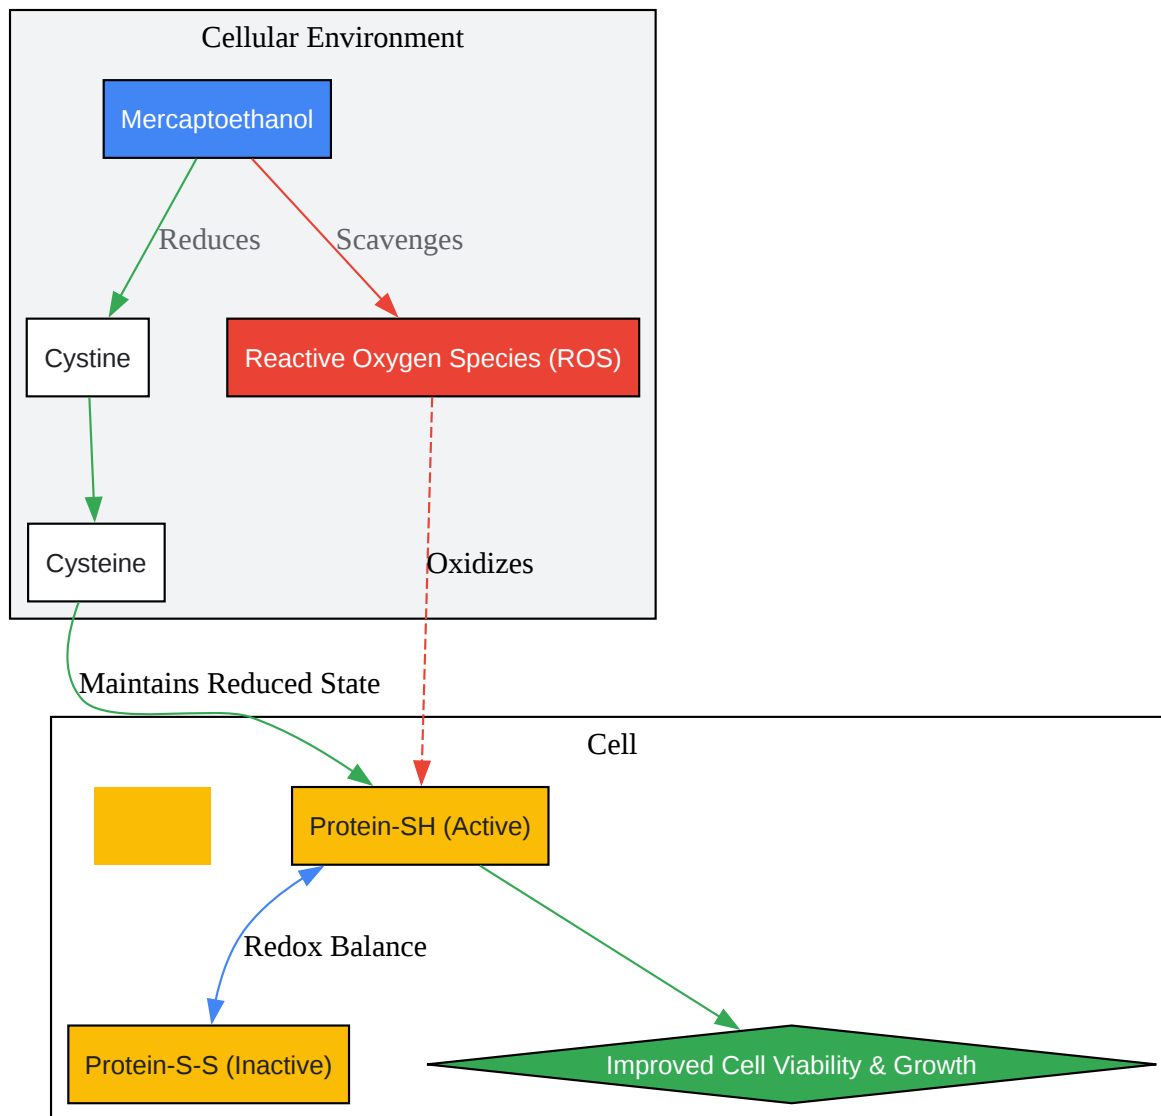 Cellular Environment
Mercaptoethanol
Reduces
Scavenges
Cystine
Reactive Oxygen Species (ROS)
Cysteine
Oxidizes
Maintains Reduced State
Cell
Protein-SH (Active)
Redox Balance
Protein-S-S (Inactive)
Improved Cell Viability & Growth